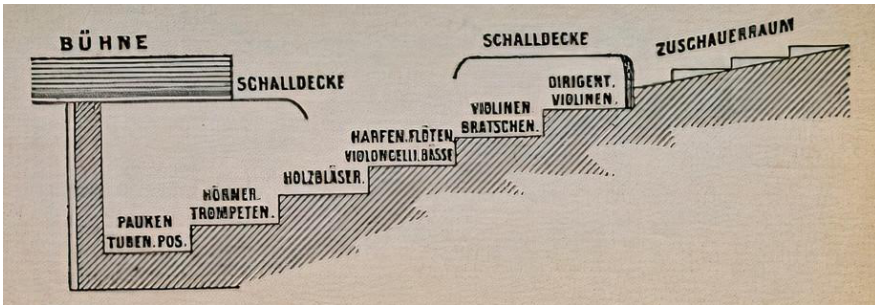 BÜHNE
SCHALLDECKE
SCHALLDECKE
ZUSCHAUERRAUM
DIRIGENT.
VIOLINEN.
VIOLINEN
BRATSCHEN.
HARFEN.FLÖTEN
VIOLONCELLI.BÄSSE
HOLZBLÄSER.
HÖRNER-
TROMPETEN.
PAUKEN
TUBEN.POS.